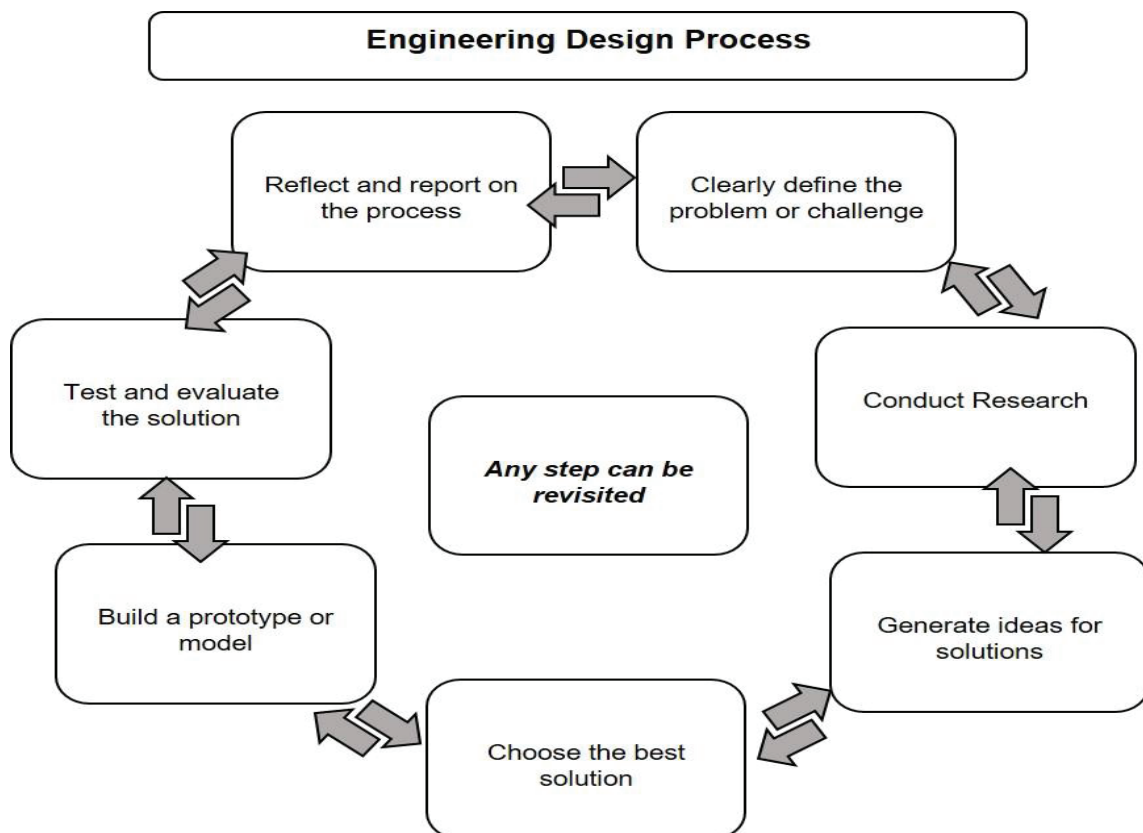 Engineering Design Process
Reflect and report on
the process
Clearly define the
problem or challenge
Test and evaluate
the solution
Conduct Research
Any step can be
revisited
Build a prototype or
model
Generate ideas for
solutions
Choose the best
solution